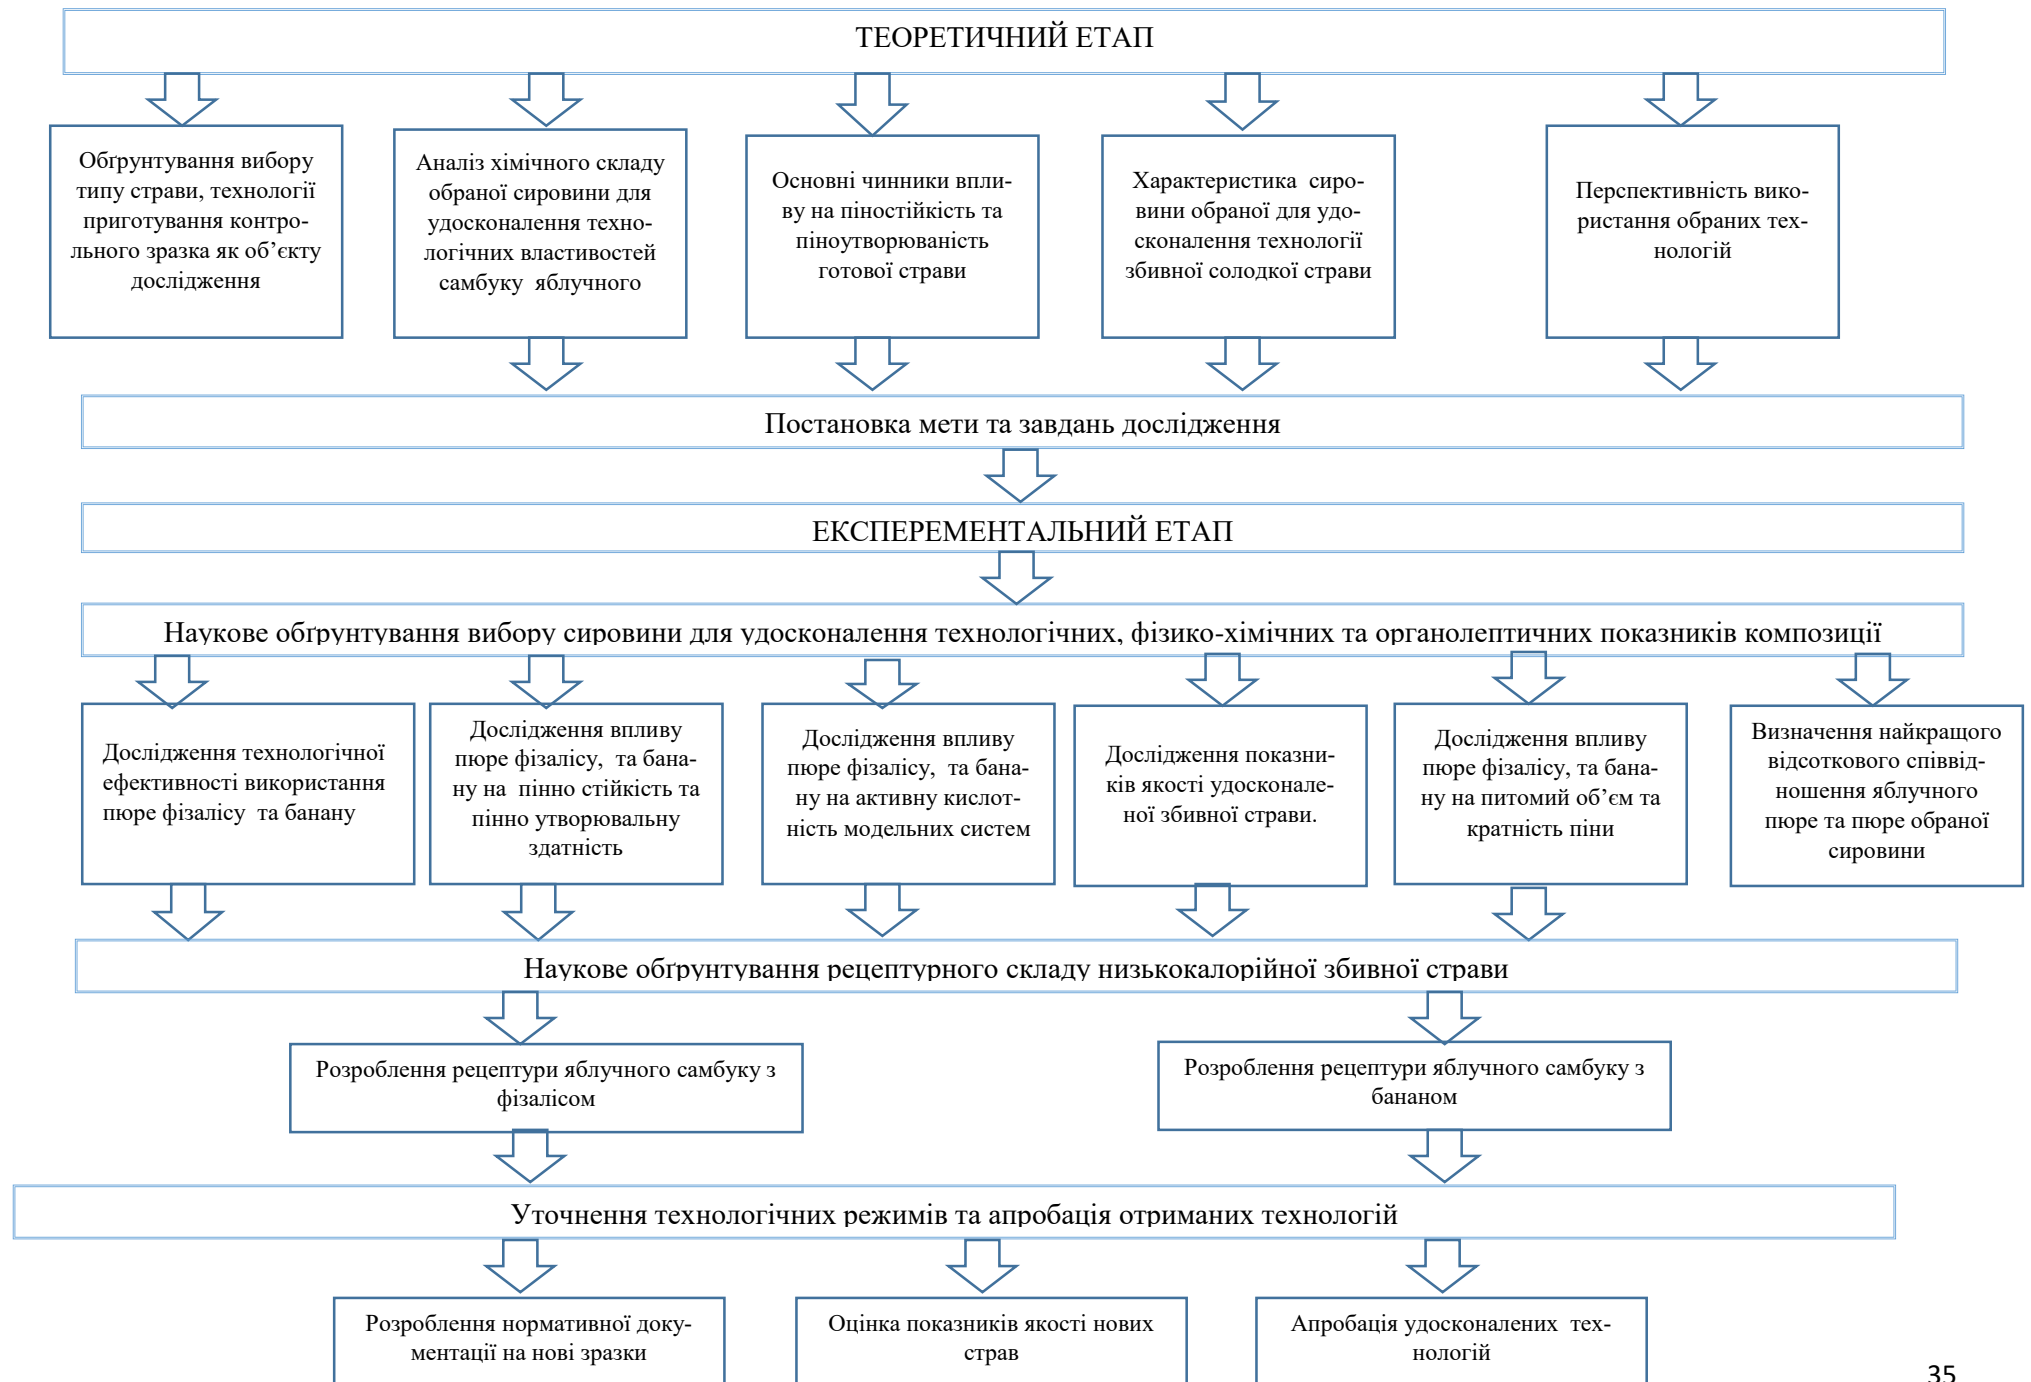 ТЕОРЕТИЧНИЙ ЕТАП
Обґрунтування вибору
типу страви, технології
приготування контро-
льного зразка як об’єкту
дослідження
Аналіз хімічного складу
обраної сировини для
удосконалення техно-
логічних властивостей
самбуку яблучного
Основні чинники впли-
ву на піностійкість та
піноутворюваність
готової страви
Характеристика сиро-
вини обраної для удо-
сконалення технології
збивної солодкої страви
Перспективність вико-
ристання обраних тех-
нологій
Постановка мети та завдань дослідження
ЕКСПЕРЕМЕНТАЛЬНИЙ ЕТАП
Наукове обґрунтування вибору сировини для удосконалення технологічних, фізико-хімічних та органолептичних показників композиції
Дослідження технологічної
ефективності використання
пюре фізалісу та банану
Дослідження впливу
пюре фізалісу, та бана-
ну на пінно стійкість та
пінно утворювальну
здатність
Дослідження впливу
пюре фізалісу, та бана-
ну на активну кислот-
ність модельних систем
Дослідження показни-
ків якості удосконале-
ної збивної страви.
Дослідження впливу
пюре фізалісу, та бана-
ну на питомий об’єм та
кратність піни
Визначення найкращого
відсоткового співвід-
ношення яблучного
пюре та пюре обраної
сировини
Наукове обґрунтування рецептурного складу низькокалорійної збивної страви
Розроблення рецептури яблучного самбуку з
фізалісом
Розроблення рецептури яблучного самбуку з
бананом
Уточнення технологічних режимів та апробація отриманих технологій
Розроблення нормативної доку-
ментації на нові зразки
Оцінка показників якості нових
страв
Апробація удосконалених тех-
нологій
35